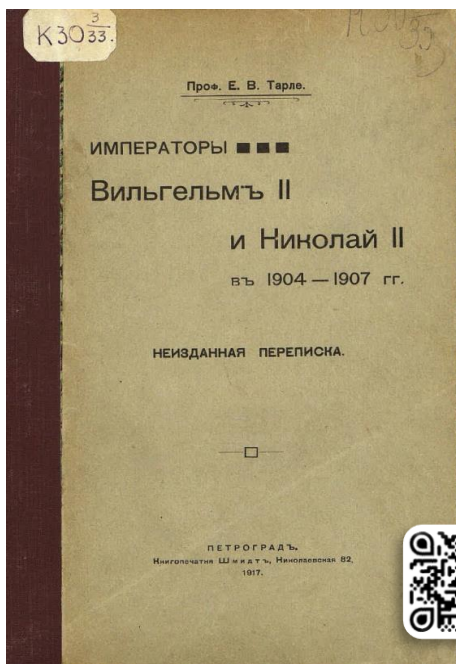 К30 3/33.
Проф. Е. В. Тарле.
ИМПЕРАТОРЫ
Вильгельмъ II
и Николай II
въ 1904 — 1907 гг.
НЕИЗДАННАЯ ПЕРЕПИСКА.
ПЕТРОГРАДЪ.
Книгопечатня Шмидтъ, Николаевская 82,
1917.